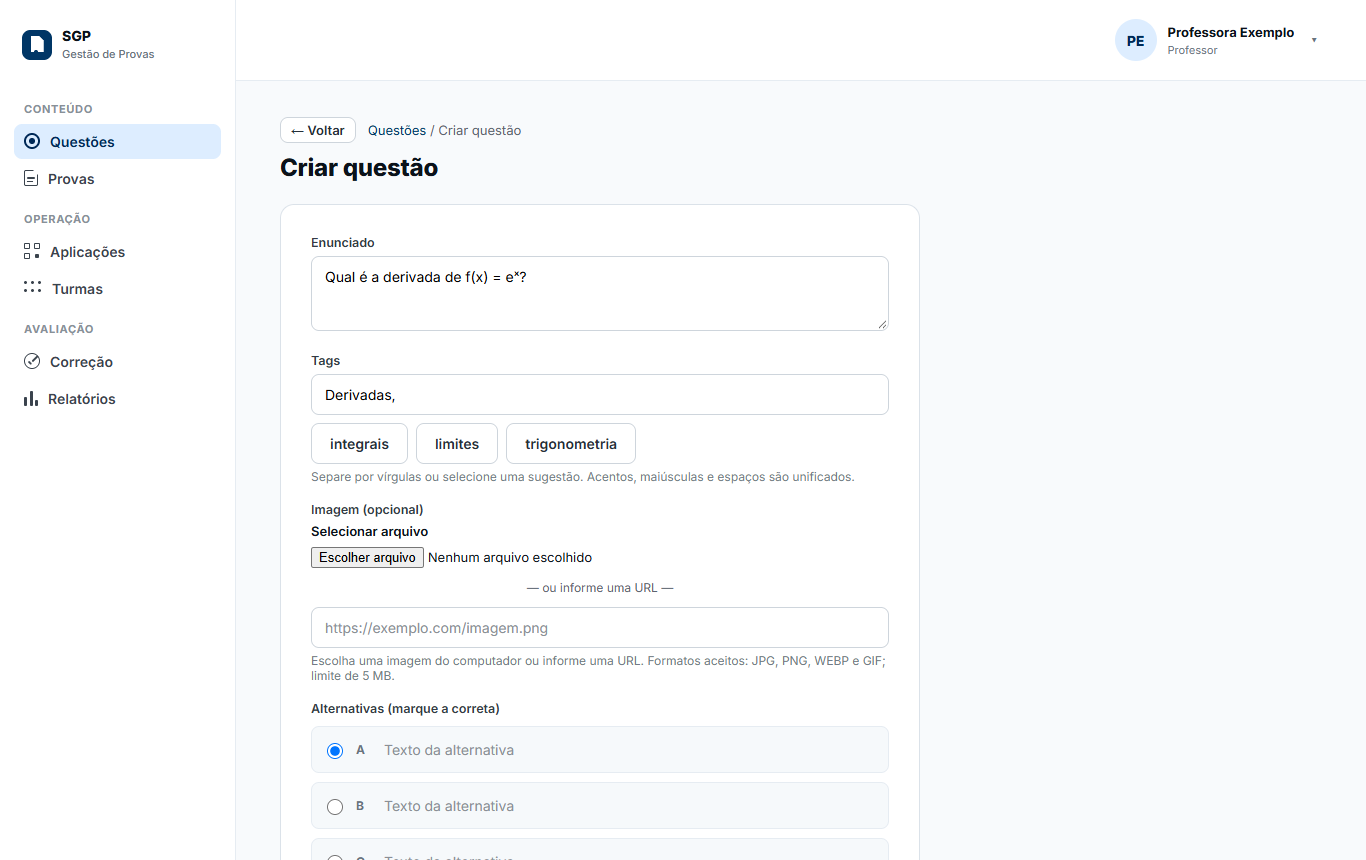 SGP
Gestão de Provas
PE
Professora Exemplo
Professor
CONTEÚDO
Questões
Provas
OPERAÇÃO
Aplicações
Turmas
AVALIAÇÃO
Correção
Relatórios
← Voltar
Questões / Criar questão
Criar questão
Enunciado
Qual é a derivada de f(x) = eˣ?
Tags
Derivadas,
integrais
limites
trigonometria
Separe por vírgulas ou selecione uma sugestão. Acentos, maiúsculas e espaços são unificados.
Imagem (opcional)
Selecionar arquivo
Escolher arquivo Nenhum arquivo escolhido
— ou informe uma URL —
https://exemplo.com/imagem.png
Escolha uma imagem do computador ou informe uma URL. Formatos aceitos: JPG, PNG, WEBP e GIF;
limite de 5 MB.
Alternativas (marque a correta)
A Texto da alternativa
B Texto da alternativa